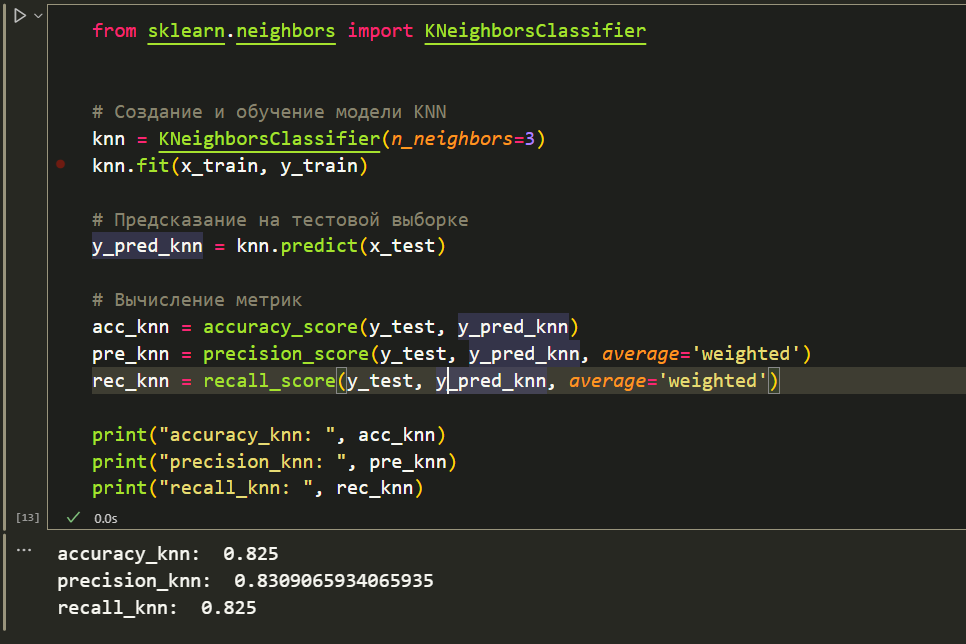 from sklearn.neighbors import KNeighborsClassifier
# Создание и обучение модели KNN
knn = KNeighborsClassifier(n_neighbors=3)
knn.fit(x_train, y_train)
# Предсказание на тестовой выборке
y_pred_knn = knn.predict(x_test)
# Вычисление метрик
acc_knn = accuracy_score(y_test, y_pred_knn)
pre_knn = precision_score(y_test, y_pred_knn, average='weighted')
rec_knn = recall_score(y_test, y_pred_knn, average='weighted')
print("accuracy_knn: ", acc_knn)
print("precision_knn: ", pre_knn)
print("recall_knn: ", rec_knn)
[13] 0.0s
accuracy_knn:  0.825
precision_knn:  0.8309065934065935
recall_knn:  0.825